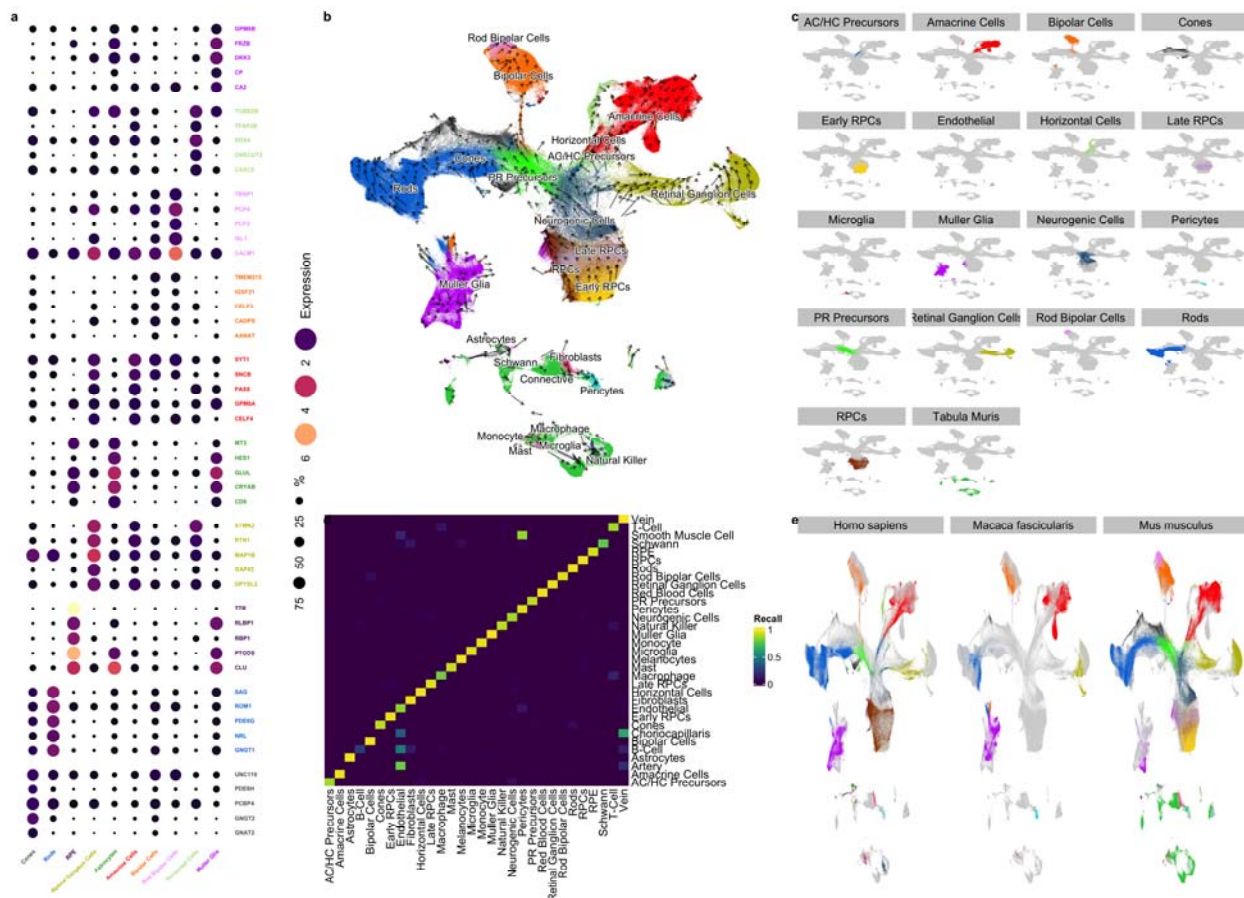 a
GPM6B
FRZB
DKK3
CP
CA2
TFAP2B
ONECUT2
PCP4
ISL1
CALM1
CADPS
SYT1
SNCB
PAX6
GPM6A
CELF4
MT3
HES1
GLUL
CRYAB
CD9
STMN2
RTN1
MAP1B
GAP43
DPYSL2
TTR
RLBP1
RBP1
PTGDS
CLU
SAG
ROM1
PDE6G
NRL
GNGT1
UNC119
PDE6H
PCBP4
GNGT2
GNAT2
Cones
Rods
RPE
Retinal Ganglion Cells
Astrocytes
Amacrine Cells
Bipolar Cells
Rod Bipolar Cells
Horizontal Cells
Muller Glia
Expression
2
4
6
%
25
50
75
b
Rod Bipolar Cells
Bipolar Cells
Amacrine Cells
Horizontal Cells
AC/HC Precursors
Cones
PR Precursors
Rods
Retinal Ganglion Cells
Neurogenic Cells
Late RPCs
RPCs
Early RPCs
Muller Glia
Astrocytes
Schwann
Fibroblasts
Connective
Pericytes
Macrophage
Monocyte
Microglia
Mast
Natural Killer
Vein
T-Cell
Smooth Muscle Cell
Schwann
RPE
RPCs
Rods
Rod Bipolar Cells
Retinal Ganglion Cells
Red Blood Cells
PR Precursors
Pericytes
Neurogenic Cells
Natural Killer
Muller Glia
Monocyte
Microglia
Melanocytes
Mast
Macrophage
Late RPCs
Horizontal Cells
Fibroblasts
Endothelial
Early RPCs
Cones
Choriocapillaris
Bipolar Cells
B-Cell
Astrocytes
Artery
Amacrine Cells
AC/HC Precursors
AC/HC Precursors
Amacrine Cells
Astrocytes
B-Cell
Bipolar Cells
Cones
Early RPCs
Endothelial
Fibroblasts
Horizontal Cells
Late RPCs
Macrophage
Mast
Melanocytes
Microglia
Monocyte
Muller Glia
Natural Killer
Neurogenic Cells
Pericytes
PR Precursors
Red Blood Cells
Retinal Ganglion Cells
Rod Bipolar Cells
Rods
RPCs
RPE
Schwann
T-Cell
Vein
Recall
1
0.5
0
c
AC/HC Precursors
Amacrine Cells
Bipolar Cells
Cones
Early RPCs
Endothelial
Horizontal Cells
Late RPCs
Microglia
Muller Glia
Neurogenic Cells
Pericytes
PR Precursors
Retinal Ganglion Cells
Rod Bipolar Cells
Rods
RPCs
Tabula Muris
e
Homo sapiens
Macaca fascicularis
Mus musculus